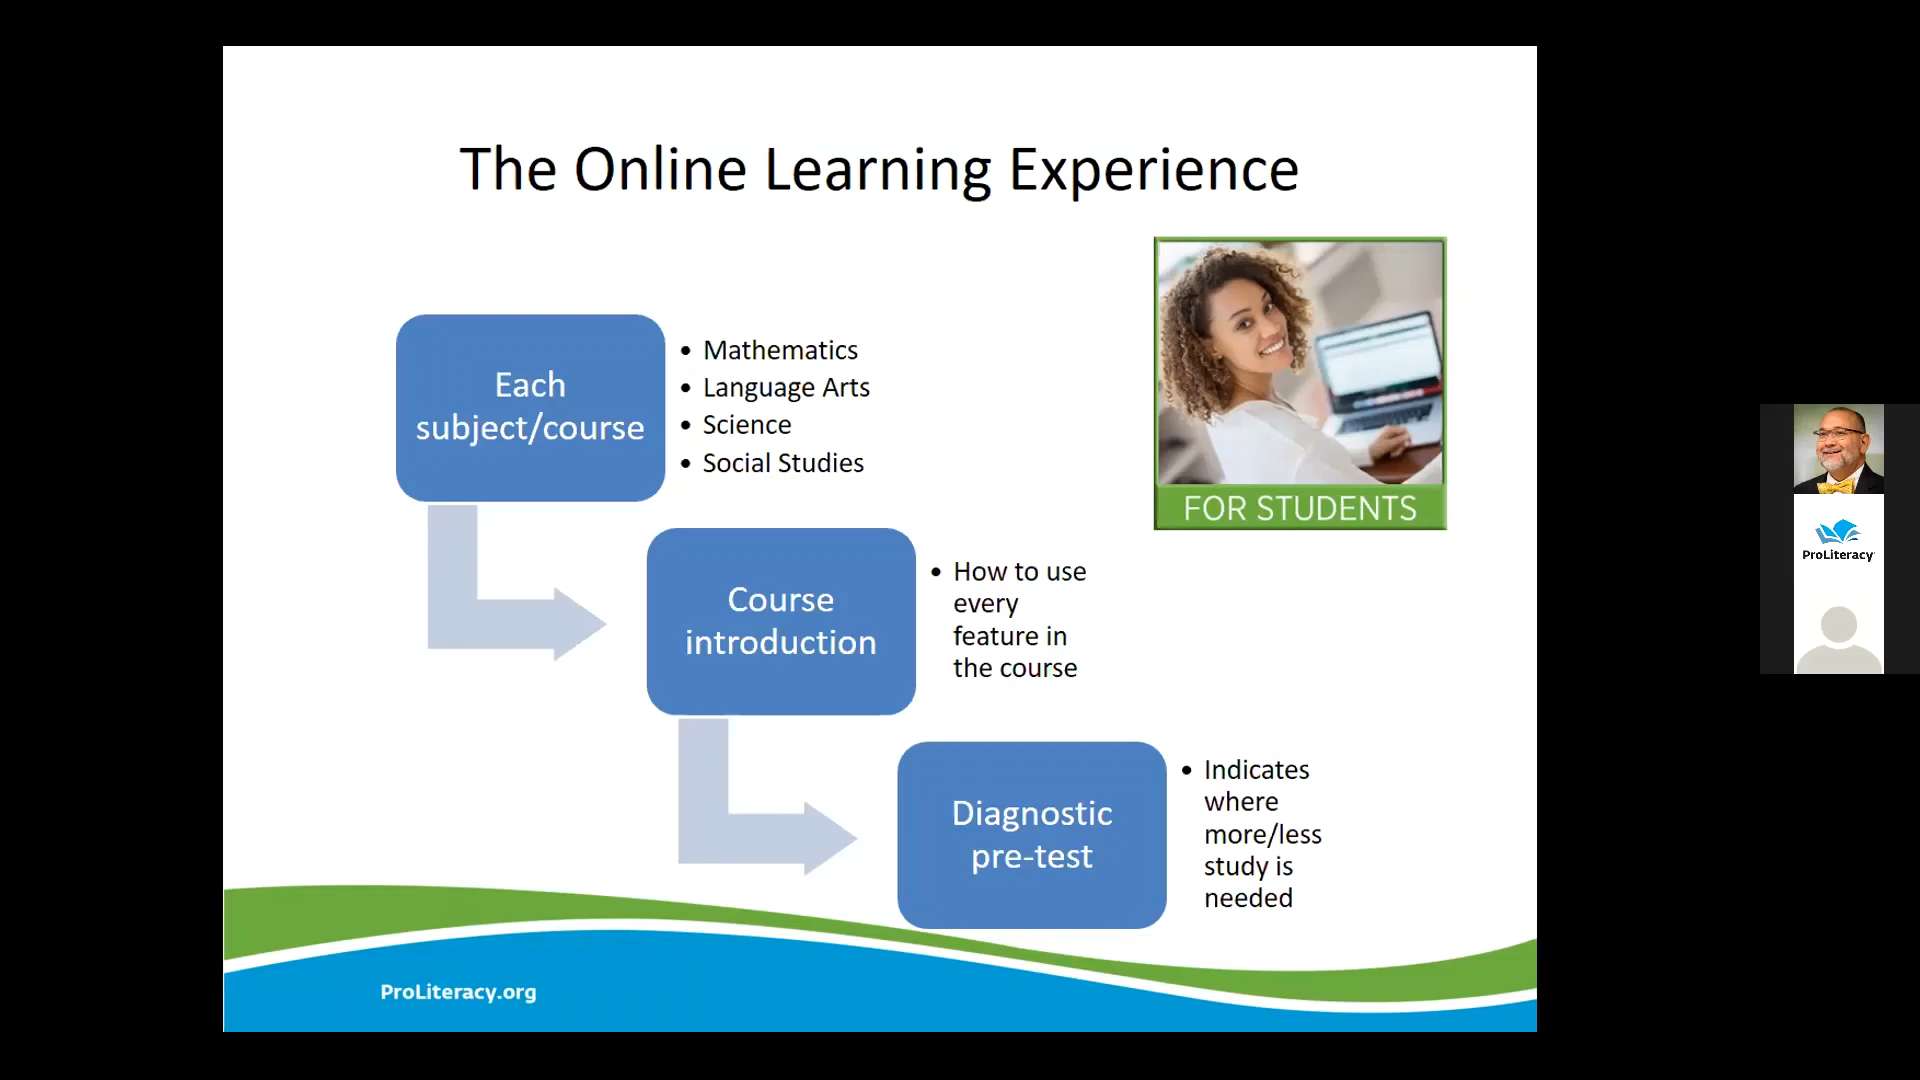 The Online Learning Experience
Each
subject/course
• Mathematics
• Language Arts
• Science
• Social Studies
FOR STUDENTS
Course
introduction
• How to use
every
feature in
the course
Diagnostic
pre-test
• Indicates
where
more/less
study is
needed
ProLiteracy.org
ProLiteracy